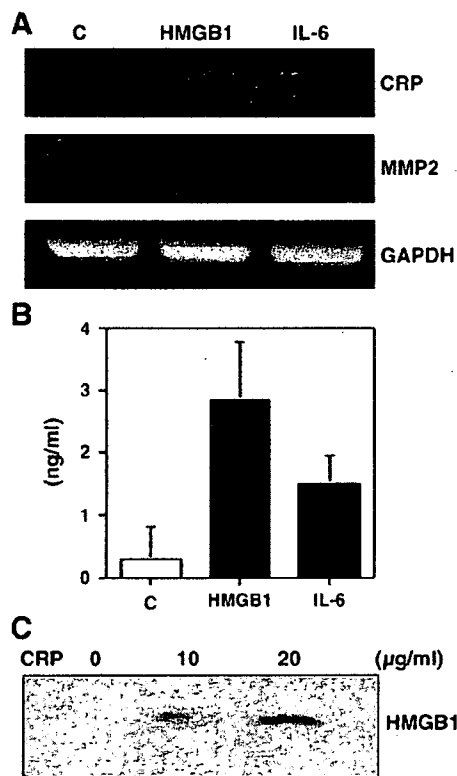 A
C HMGB1 IL-6
CRP
MMP2
GAPDH
B
4
3
2
1
0
(ng/ml)
C HMGB1 IL-6
C
CRP 0 10 20 (µg/ml)
HMGB1